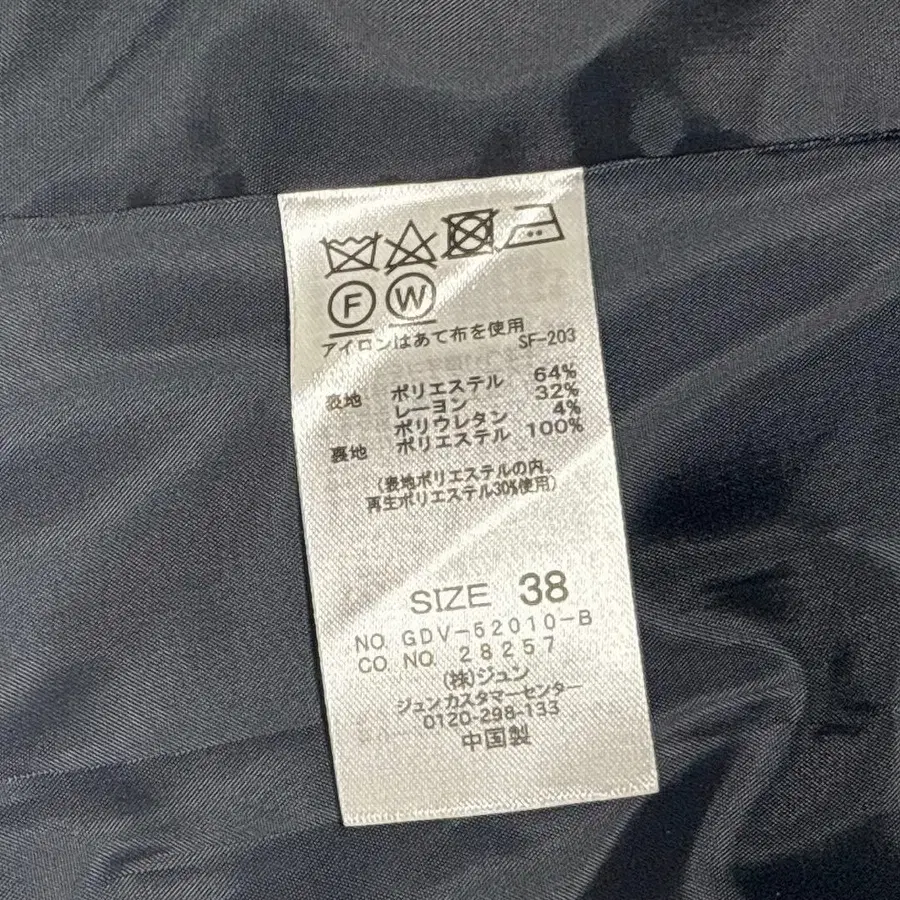 F W
アイロンはあて布を使用
SF-203
表地 ポリエステル 64%
レーヨン 32%
ポリウレタン 4%
裏地 ポリエステル 100%
(表地ポリエステルの内、
再生ポリエステル30%使用)
SIZE 38
NO. GDV-52010-B
CO. NO. 28257
(株)ジュン
ジュンカスタマーセンター
0120-298-133
中国製